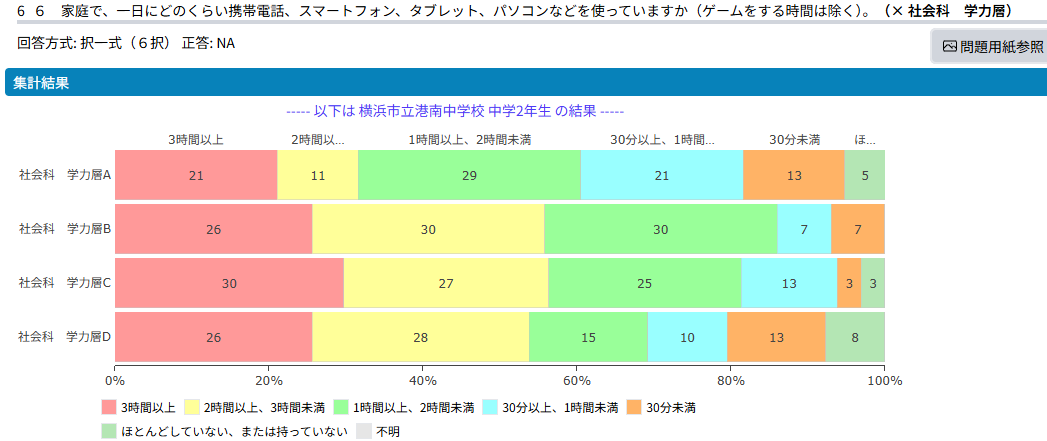 ６６　家庭で、一日にどのくらい携帯電話、スマートフォン、タブレット、パソコンなどを使っていますか（ゲームをする時間は除く）。 （× 社会科　学力層）
回答方式: 択一式（６択） 正答: NA
問題用紙参照
集計結果
----- 以下は 横浜市立港南中学校 中学2年生 の結果 -----
3時間以上 2時間以... 1時間以上、2時間未満 30分以上、1時間... 30分未満 ほ...
社会科　学力層A 21 11 29 21 13 5
社会科　学力層B 26 30 30 7 7
社会科　学力層C 30 27 25 13 3 3
社会科　学力層D 26 28 15 10 13 8
0% 20% 40% 60% 80% 100%
3時間以上 2時間以上、3時間未満 1時間以上、2時間未満 30分以上、1時間未満 30分未満
ほとんどしていない、または持っていない 不明